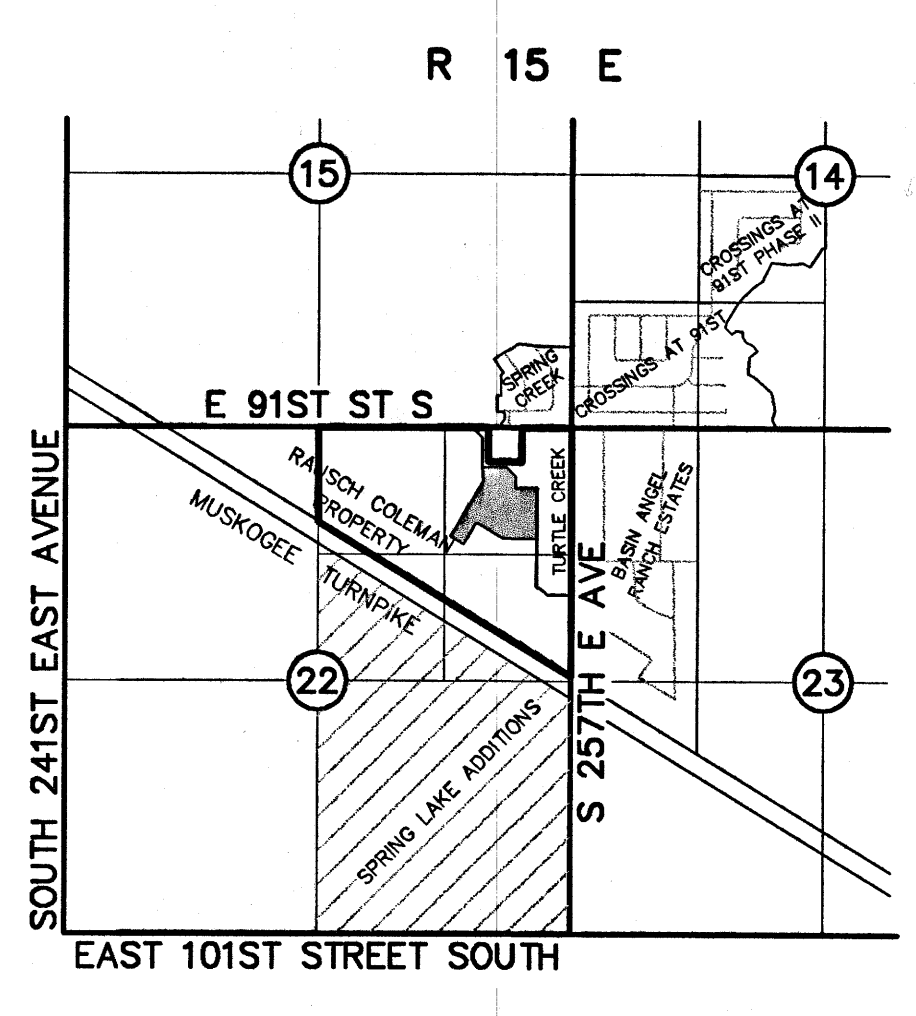 R 15 E
15
14
CROSSINGS AT
91ST PHASE II
CROSSINGS AT 91ST
SPRING
CREEK
E 91ST ST S
RAUSCH COLEMAN
PROPERTY
MUSKOGEE
TURNPIKE
TURTLE CREEK
BASIN ANGEL
RANCH ESTATES
SOUTH 241ST EAST AVENUE
S 257TH E AVE
22
23
SPRING LAKE ADDITIONS
EAST 101ST STREET SOUTH